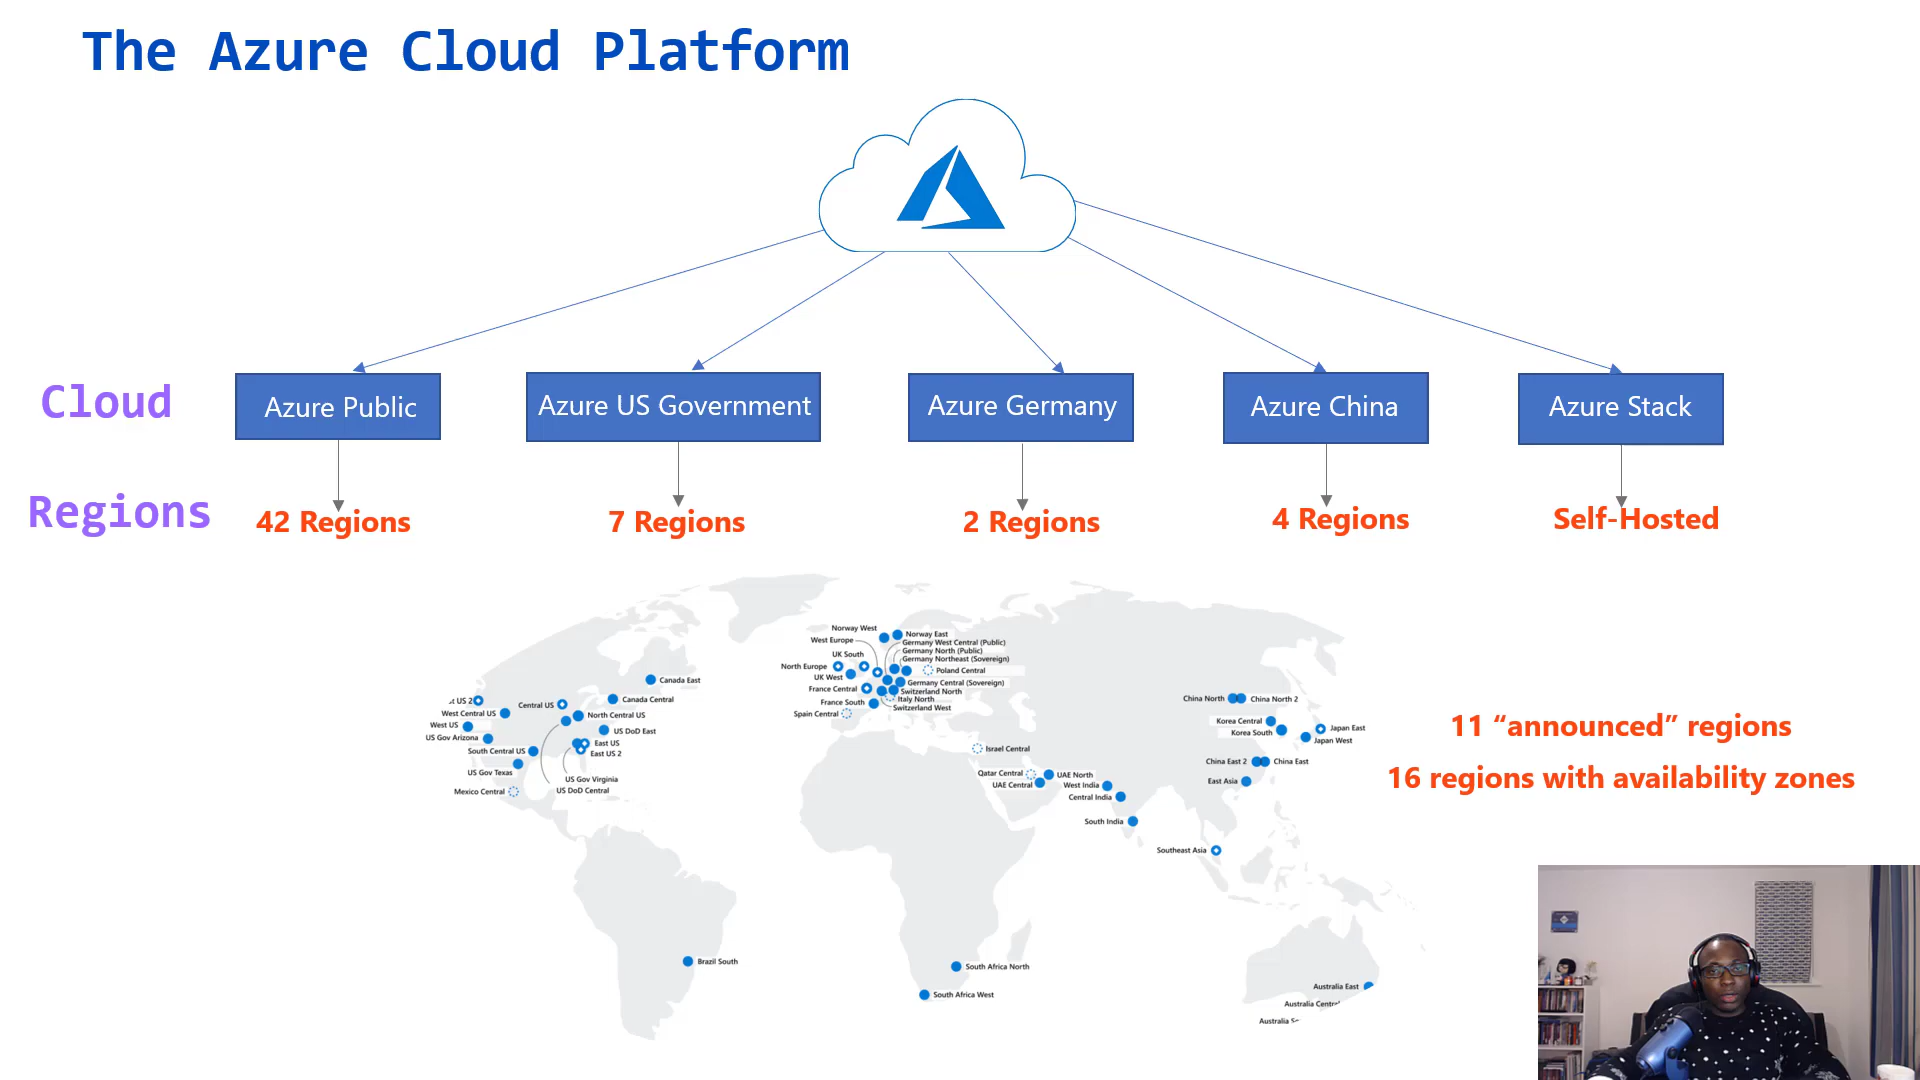 The Azure Cloud Platform
Cloud
Azure Public
Azure US Government
Azure Germany
Azure China
Azure Stack
Regions
42 Regions
7 Regions
2 Regions
4 Regions
Self-Hosted
Norway West
Norway East
West Europe
Germany West Central (Public)
Germany North (Public)
UK South
Germany Northeast (Sovereign)
North Europe
Poland Central
UK West
Germany Central (Sovereign)
France Central
Switzerland North
Italy North
France South
Switzerland West
Spain Central
Canada East
US 2
Canada Central
Central US
West Central US
North Central US
West US
US DoD East
US Gov Arizona
East US
South Central US
East US 2
US Gov Texas
US Gov Virginia
Mexico Central
US DoD Central
China North
China North 2
Korea Central
Korea South
Japan East
Japan West
Israel Central
China East 2
China East
Qatar Central
UAE North
UAE Central
West India
East Asia
Central India
South India
Southeast Asia
11 “announced” regions
16 regions with availability zones
Brazil South
South Africa North
South Africa West
Australia East
Australia Central
Australia